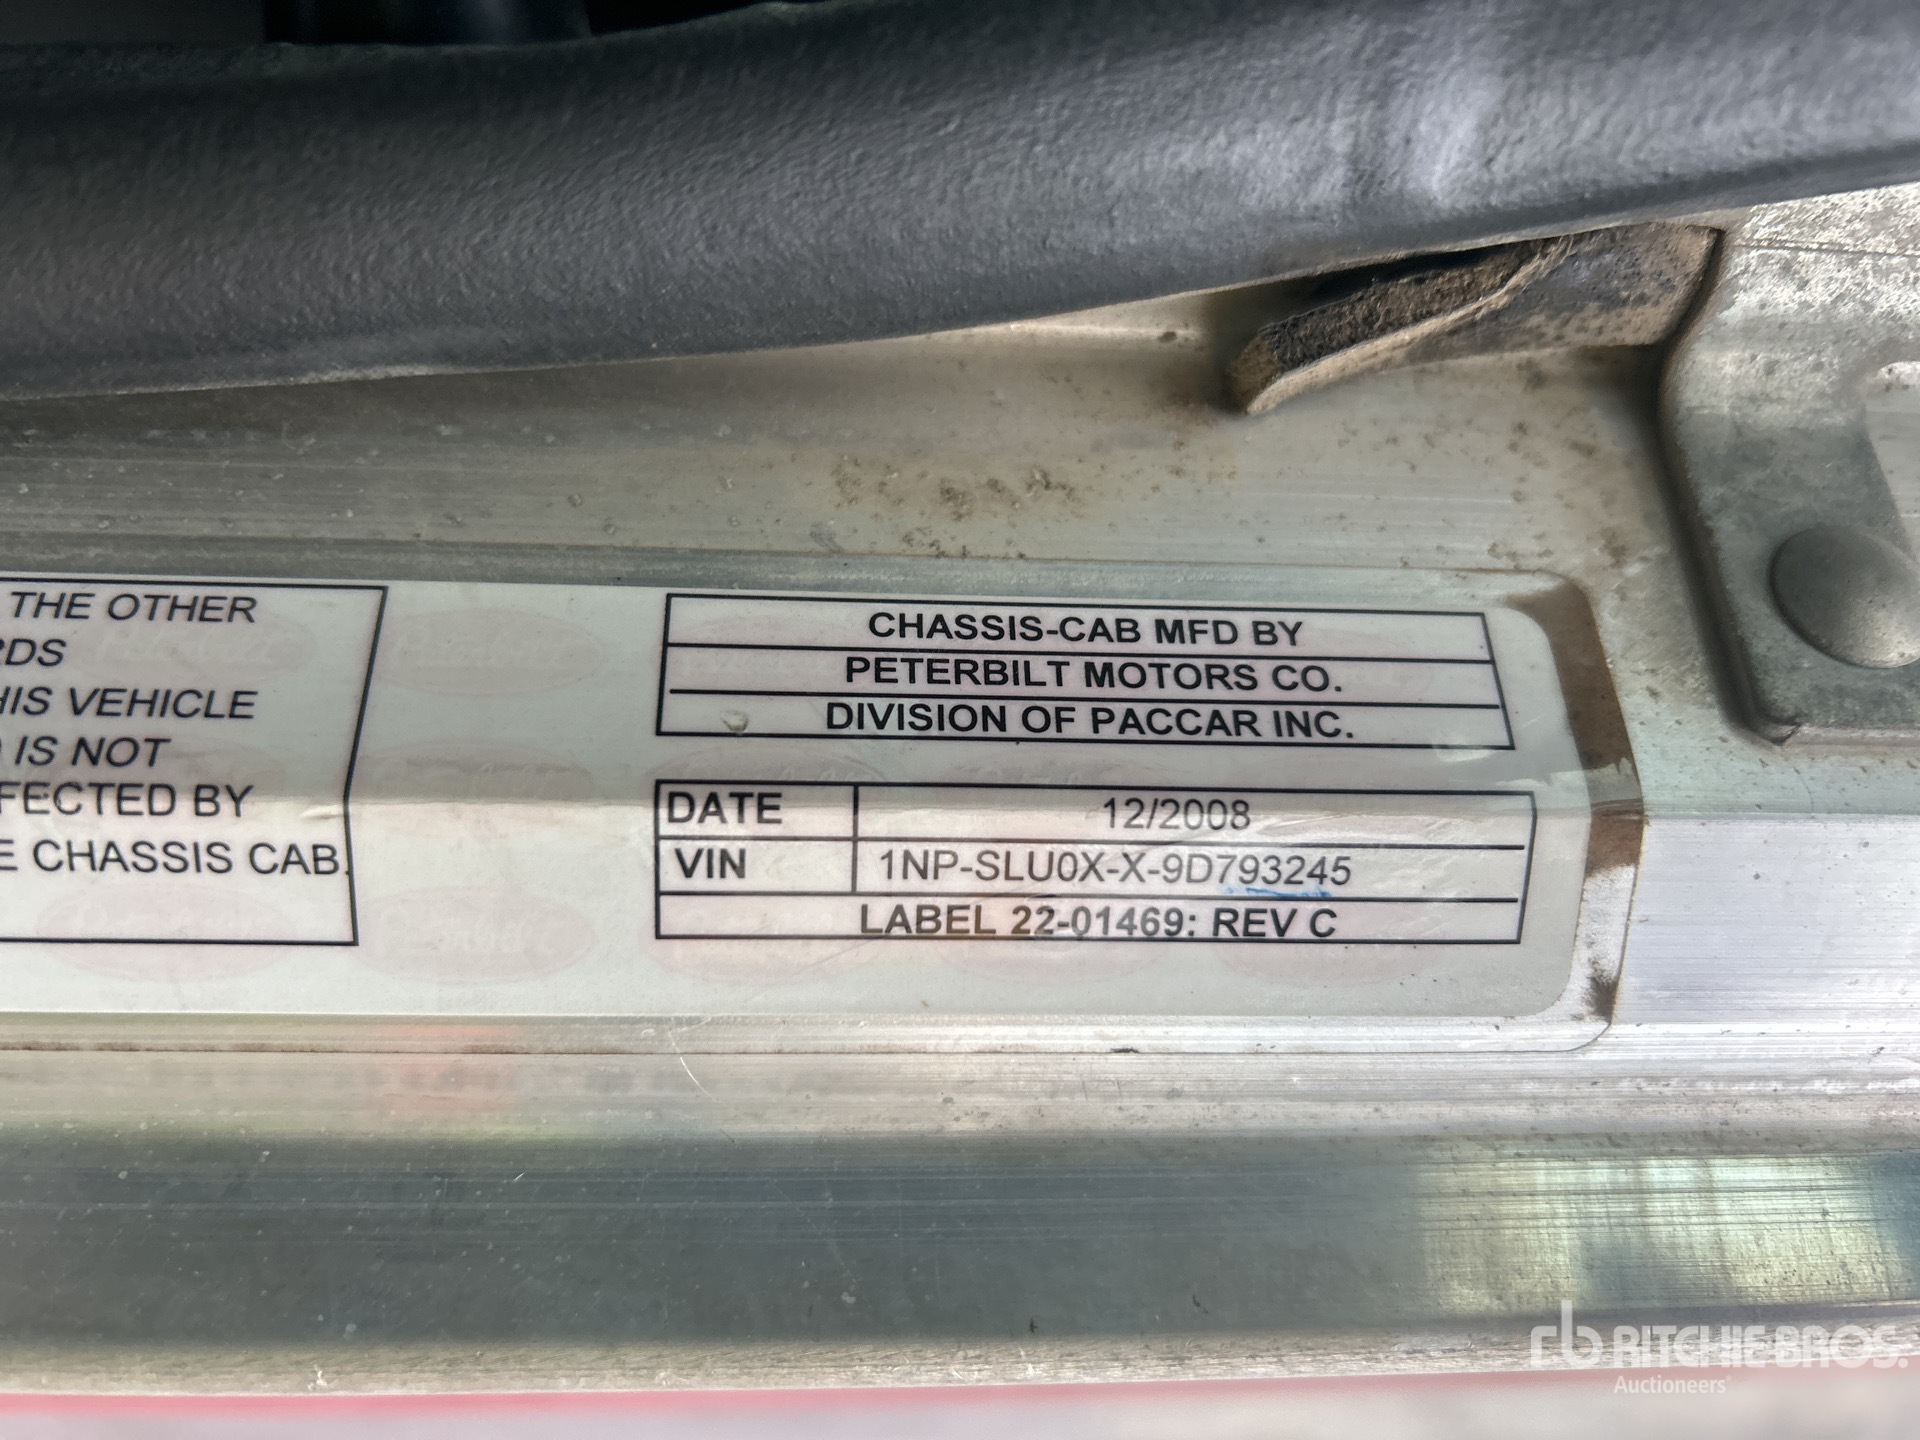 THE OTHER
RDS
HIS VEHICLE
IS NOT
FECTED BY
E CHASSIS CAB.
CHASSIS-CAB MFD BY
PETERBILT MOTORS CO.
DIVISION OF PACCAR INC.
DATE 12/2008
VIN 1NP-SLU0X-X-9D793245
LABEL 22-01469: REV C
rb RITCHIE BROS.
Auctioneers